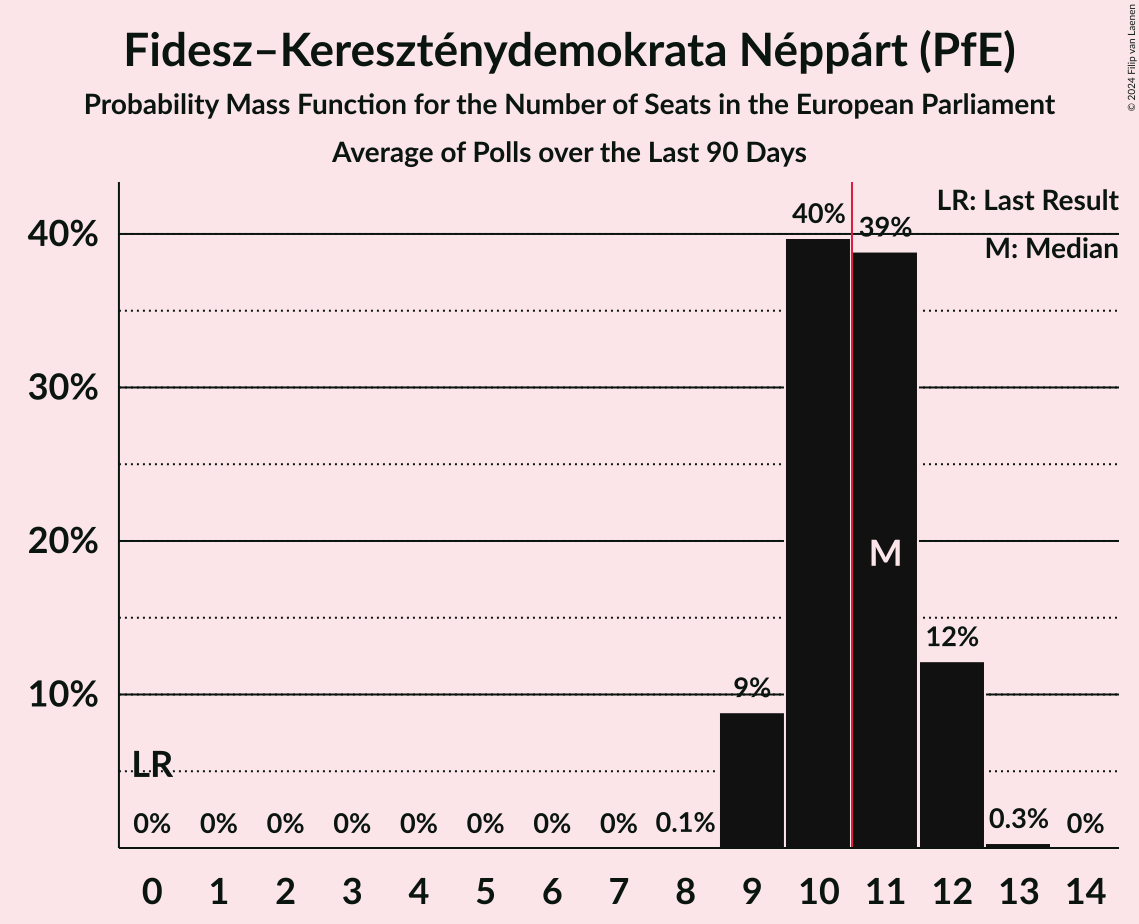 Fidesz–Kereszténydemokrata Néppárt (PfE)
Probability Mass Function for the Number of Seats in the European Parliament
Average of Polls over the Last 90 Days
© 2024 Filip van Laenen
LR: Last Result
M: Median
40%
30%
20%
10%
40%
39%
M
12%
9%
LR
0% 0% 0% 0% 0% 0% 0% 0% 0.1% 0.3% 0%
0 1 2 3 4 5 6 7 8 9 10 11 12 13 14